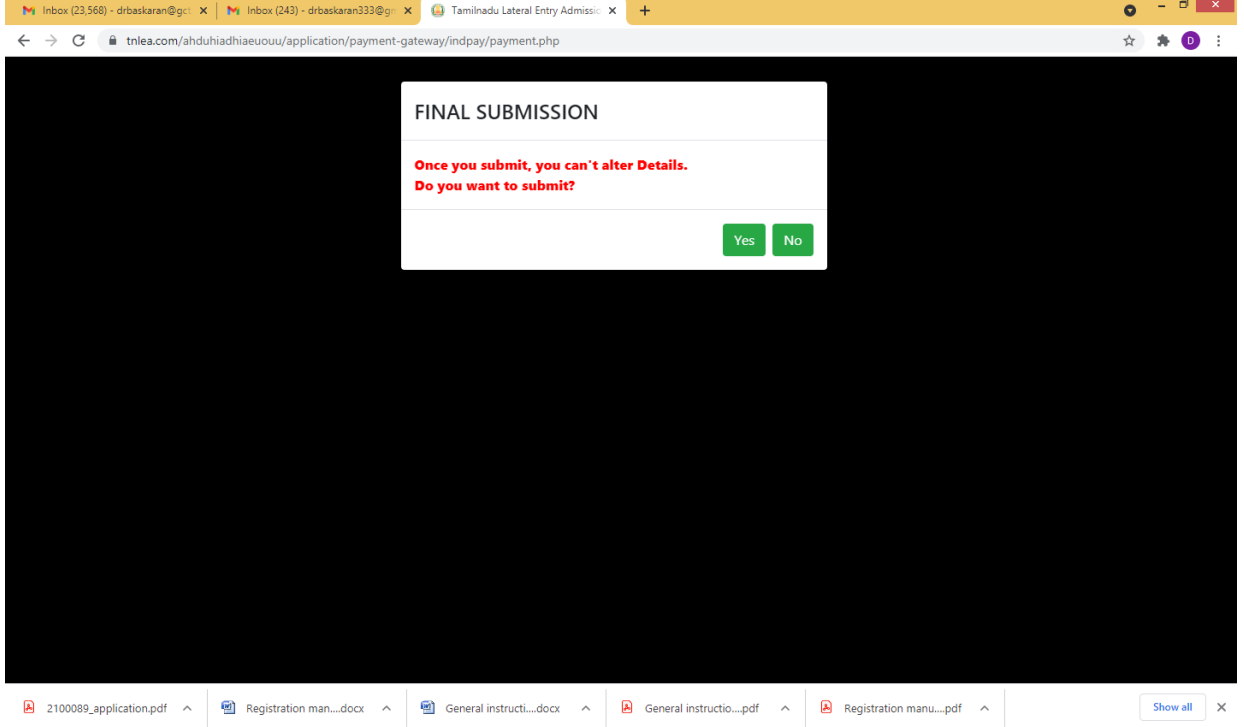 Inbox (23,568) - drbaskaran@gct
Inbox (243) - drbaskaran333@gm
Tamilnadu Lateral Entry Admissio
tnlea.com/ahduhiadhiaeuouu/application/payment-gateway/indpay/payment.php
D
FINAL SUBMISSION
Once you submit, you can't alter Details.
Do you want to submit?
Yes No
2100089_application.pdf
Registration man....docx
General instructi....docx
General instructio....pdf
Registration manu....pdf
Show all